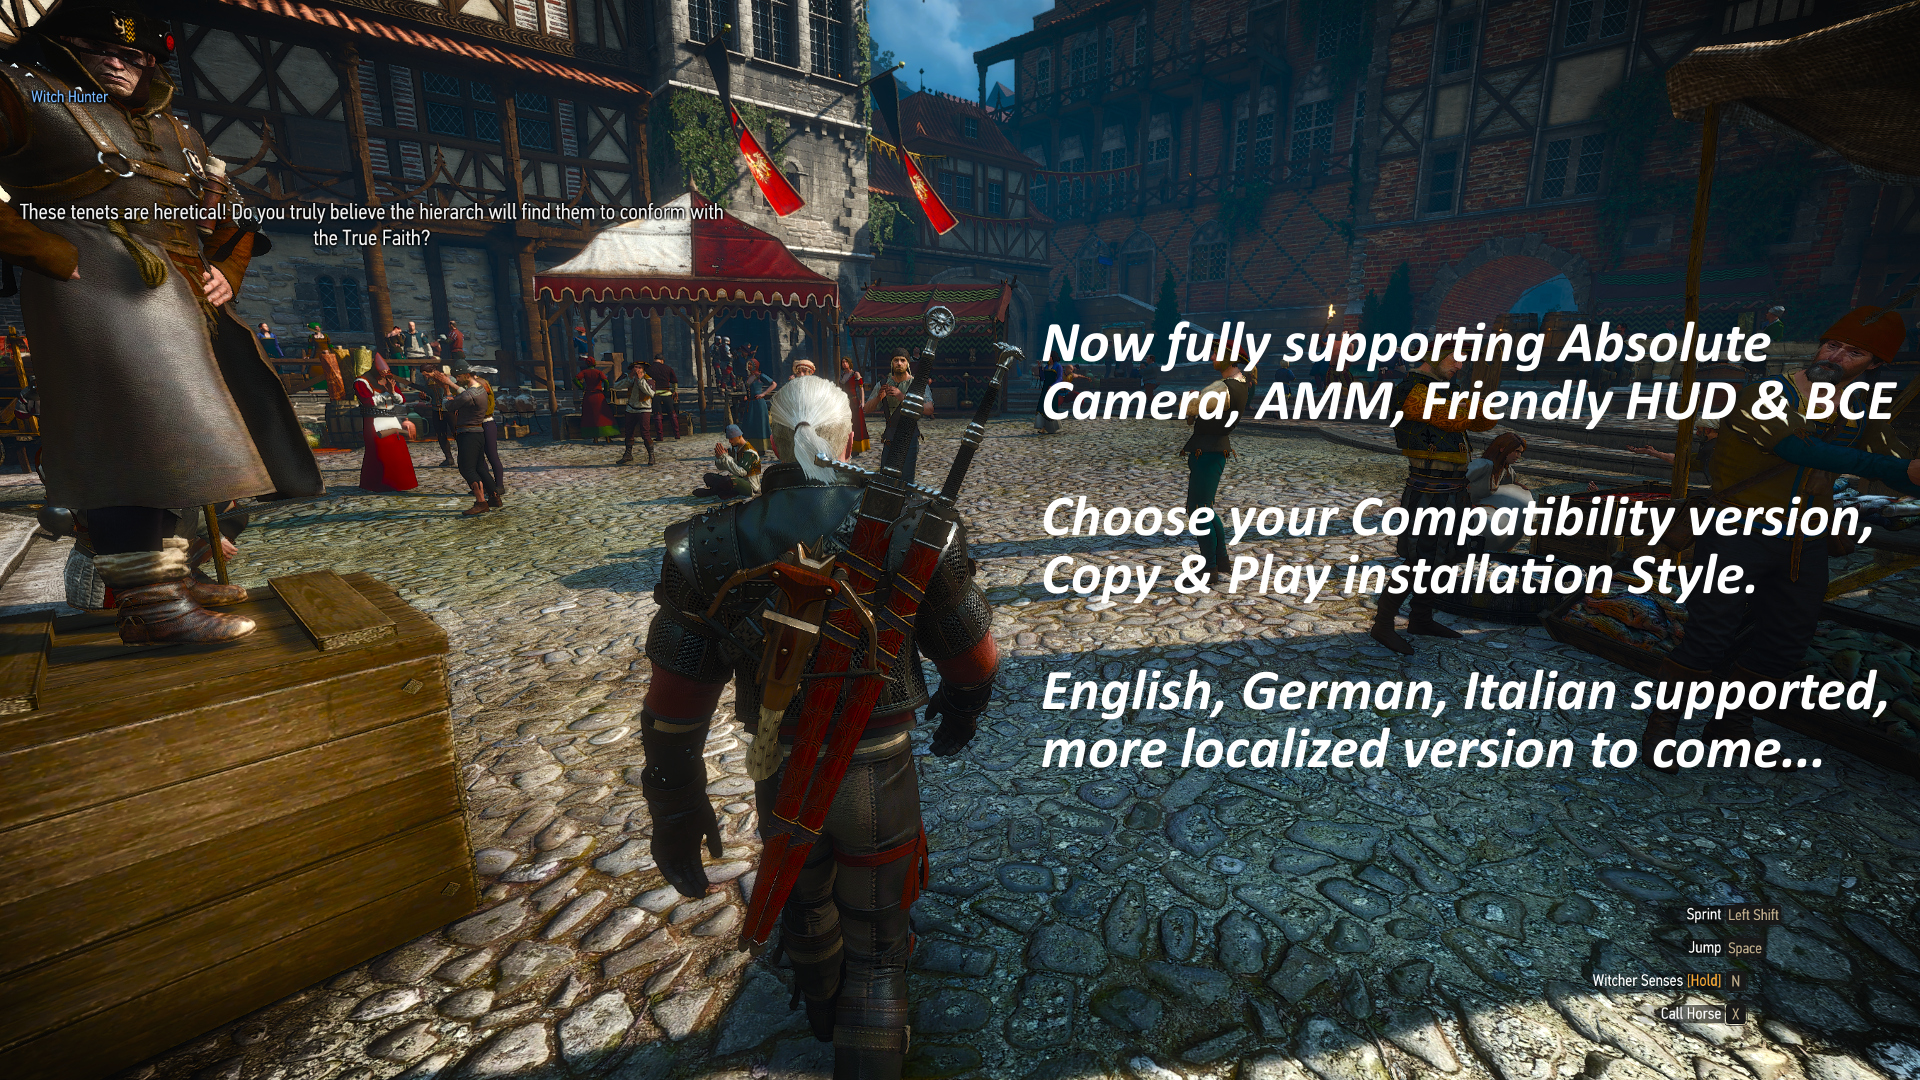 Witch Hunter
These tenets are heretical! Do you truly believe the hierarch will find them to conform with
the True Faith?
Now fully supporting Absolute
Camera, AMM, Friendly HUD & BCE
Choose your Compatibility version,
Copy & Play installation Style.
English, German, Italian supported,
more localized version to come...
Sprint Left Shift
Jump Space
Witcher Senses [Hold] N
Call Horse X